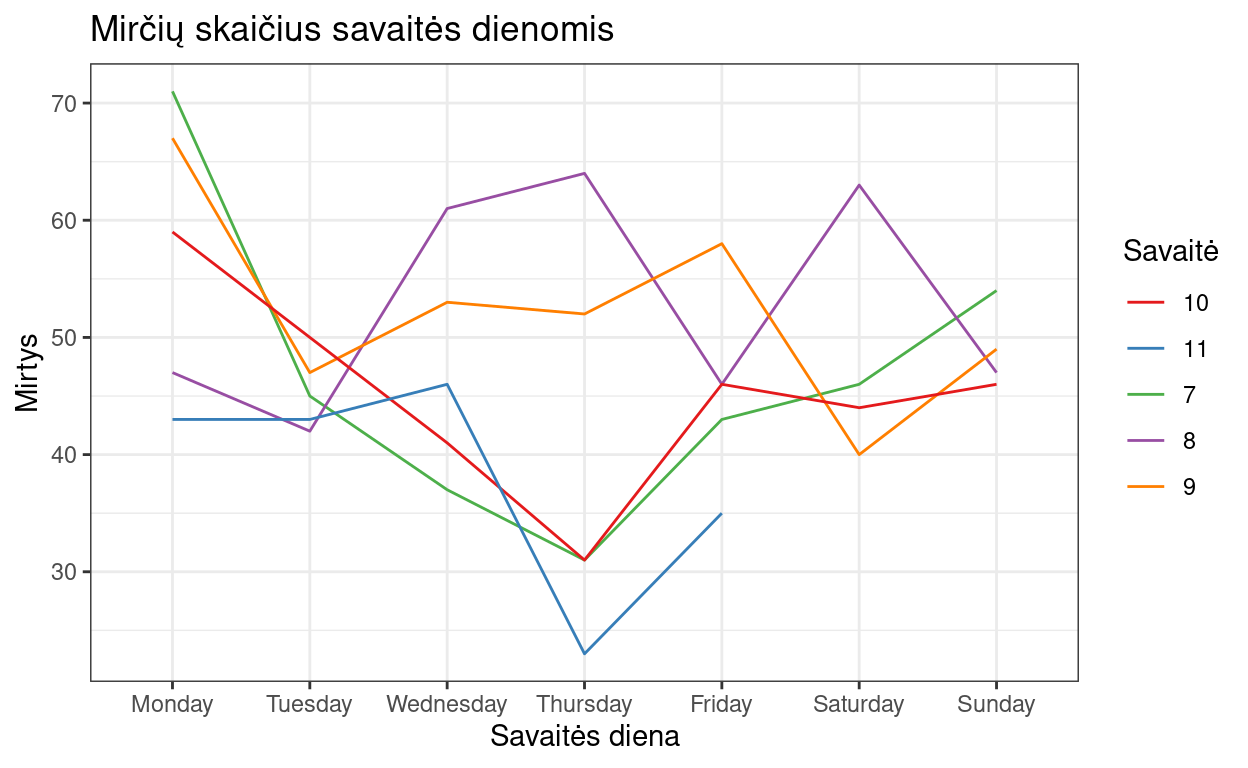 Mirčių skaičius savaitės dienomis
70
60
50
40
30
Mirtys
Monday Tuesday Wednesday Thursday Friday Saturday Sunday
Savaitės diena
Savaitė
10
11
7
8
9